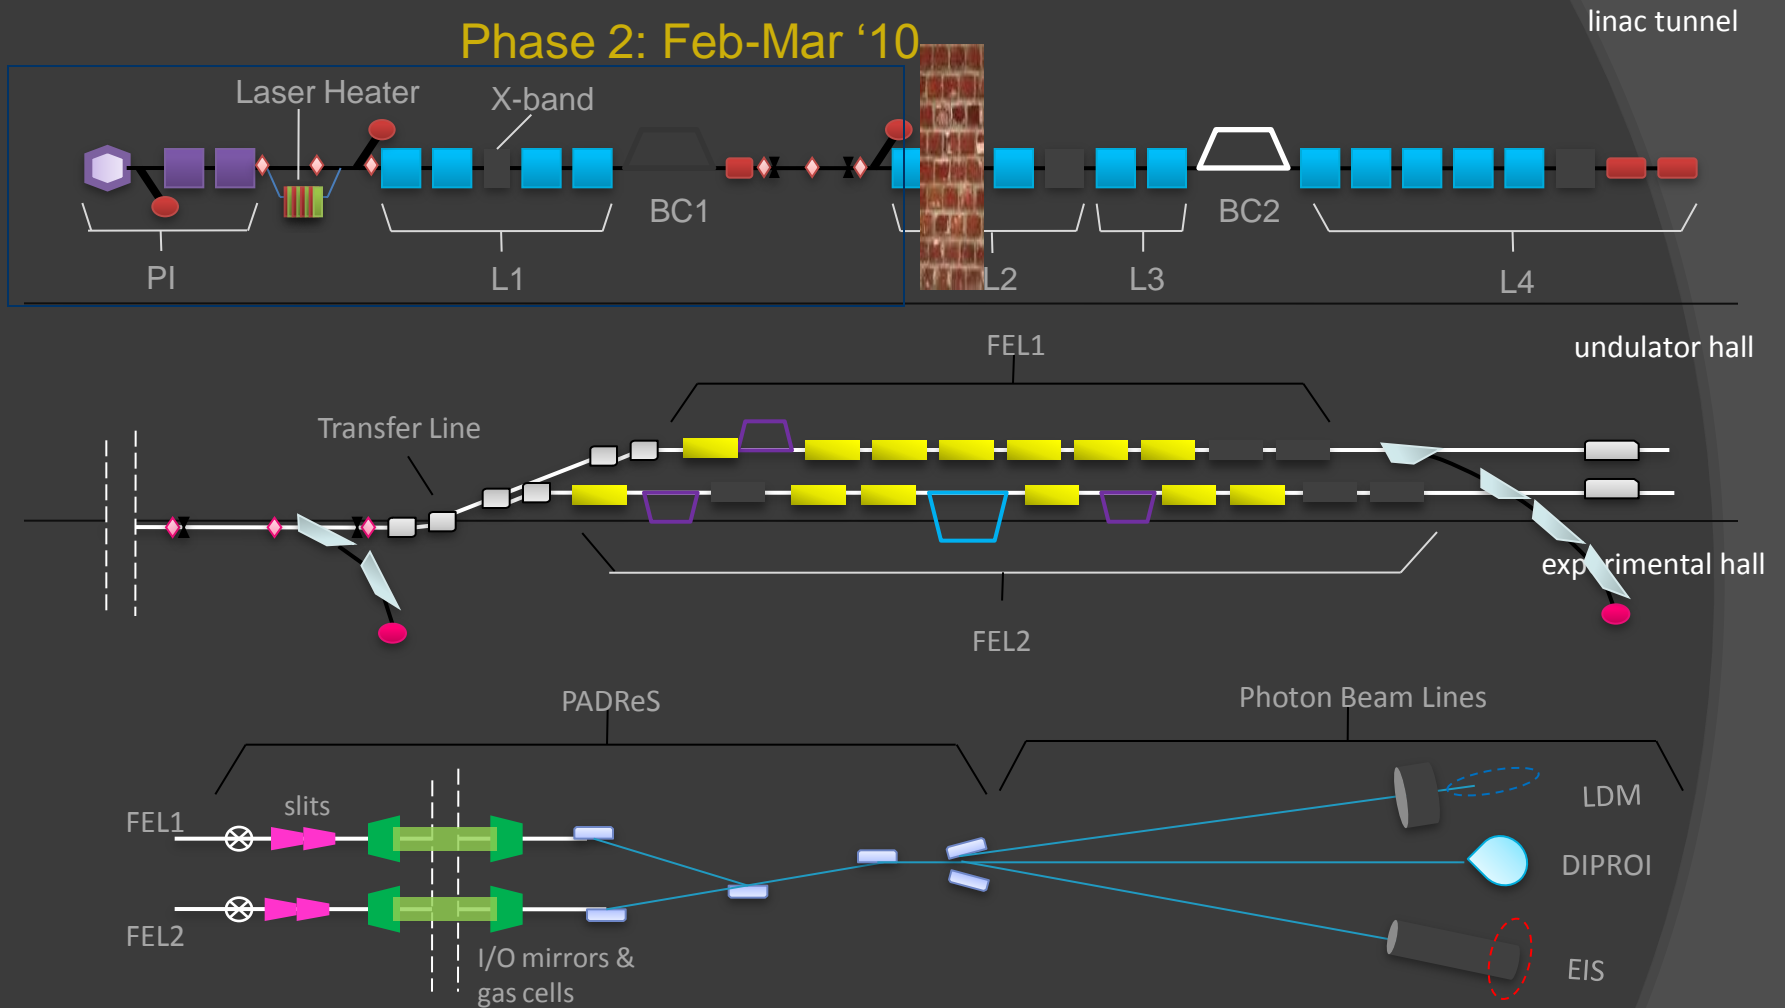 linac tunnel
Phase 2: Feb-Mar ‘10
Laser Heater
X-band
BC1
BC2
PI
L1
L2
L3
L4
undulator hall
FEL1
Transfer Line
experimental hall
FEL2
PADReS
Photon Beam Lines
slits
FEL1
LDM
DIPROI
FEL2
I/O mirrors &
gas cells
EIS